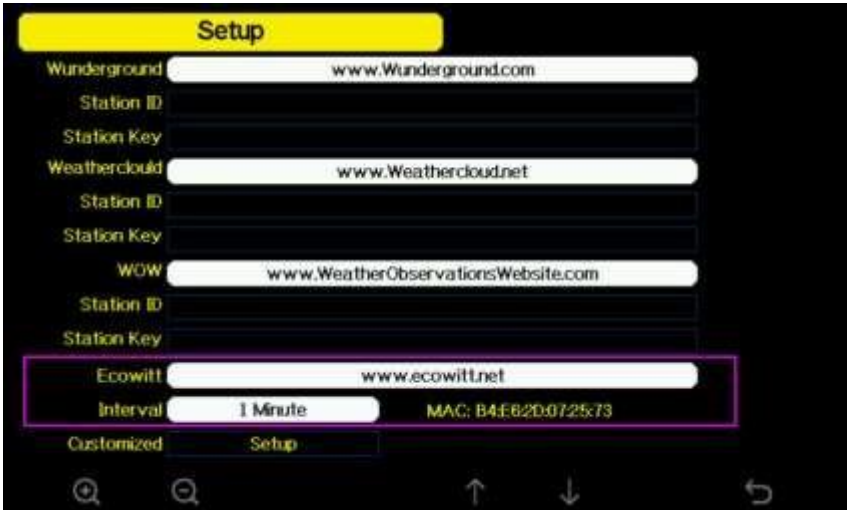 Setup
Wunderground www.Wunderground.com
Station ID
Station Key
Weatherclould www.Weathercloud.net
Station ID
Station Key
WOW www.WeatherObservationsWebsite.com
Station ID
Station Key
Ecowitt www.ecowitt.net
Interval 1 Minute MAC: B4:E6:2D:07:25:73
Customized Setup